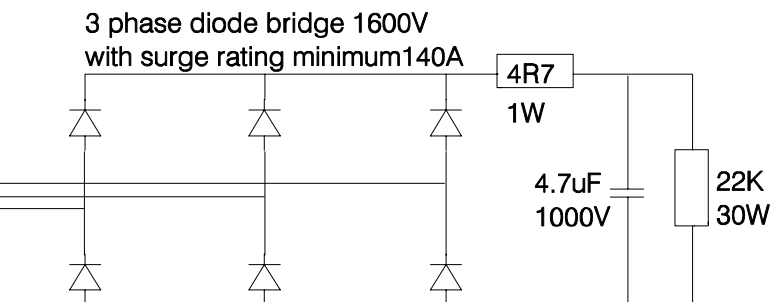 3 phase diode bridge 1600V
with surge rating minimum140A
4R7
1W
4.7uF
1000V
22K
30W